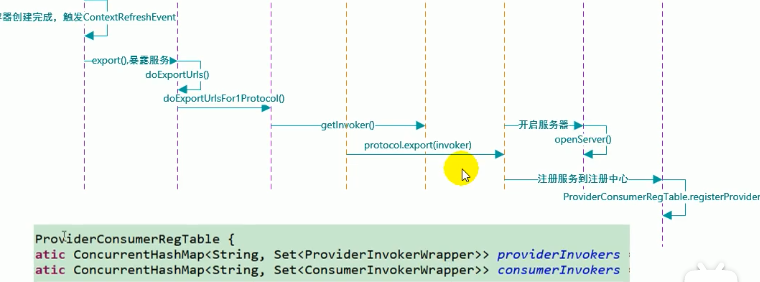 器创建完成，触发ContextRefreshEvent
export(),暴露服务
doExportUrls()
doExportUrlsFor1Protocol()
getInvoker()
开启服务器
protocol.export(invoker)
openServer()
注册服务到注册中心
ProviderConsumerRegTable.registerProvider
ProviderConsumerRegTable {
atic ConcurrentHashMap<String, Set<ProviderInvokerWrapper>> providerInvokers =
atic ConcurrentHashMap<String, Set<ConsumerInvokerWrapper>> consumerInvokers =